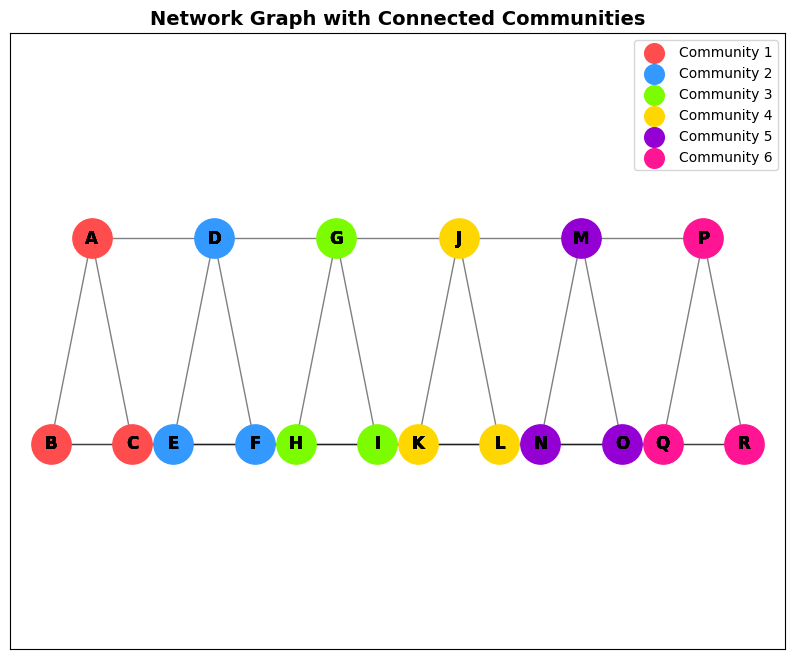 Network Graph with Connected Communities
Community 1
Community 2
Community 3
Community 4
Community 5
Community 6
A D G J M P
B C E F H I K L N O Q R